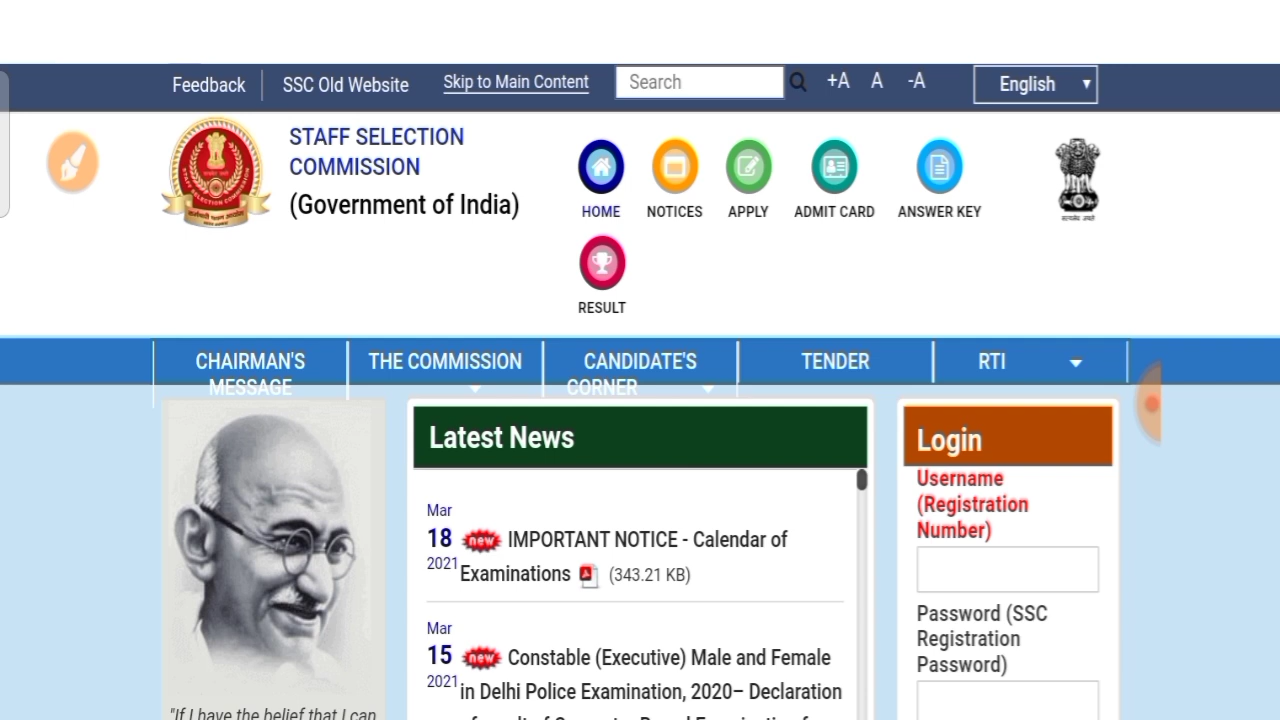 Feedback
SSC Old Website
Skip to Main Content
Search
+A
A
-A
English
STAFF SELECTION
COMMISSION
(Government of India)
HOME
NOTICES
APPLY
ADMIT CARD
ANSWER KEY
RESULT
CHAIRMAN'S
MESSAGE
THE COMMISSION
CANDIDATE'S
CORNER
TENDER
RTI
Latest News
Mar
18
2021
new IMPORTANT NOTICE - Calendar of
Examinations (343.21 KB)
Mar
15
2021
new Constable (Executive) Male and Female
in Delhi Police Examination, 2020– Declaration
Login
Username
(Registration
Number)
Password (SSC
Registration
Password)
"If I have the belief that I can